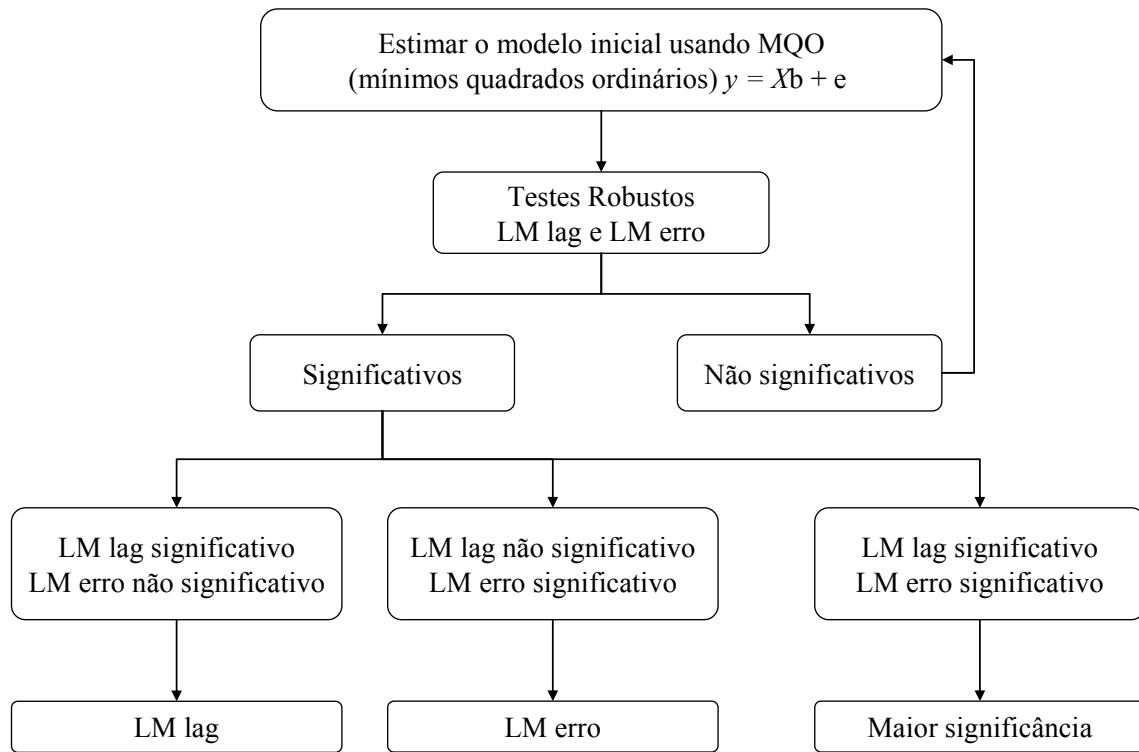 Estimar o modelo inicial usando MQO
(mínimos quadrados ordinários) y = Xb + e
Testes Robustos
LM lag e LM erro
Significativos
Não significativos
LM lag significativo
LM erro não significativo
LM lag não significativo
LM erro significativo
LM lag significativo
LM erro significativo
LM lag
LM erro
Maior significância